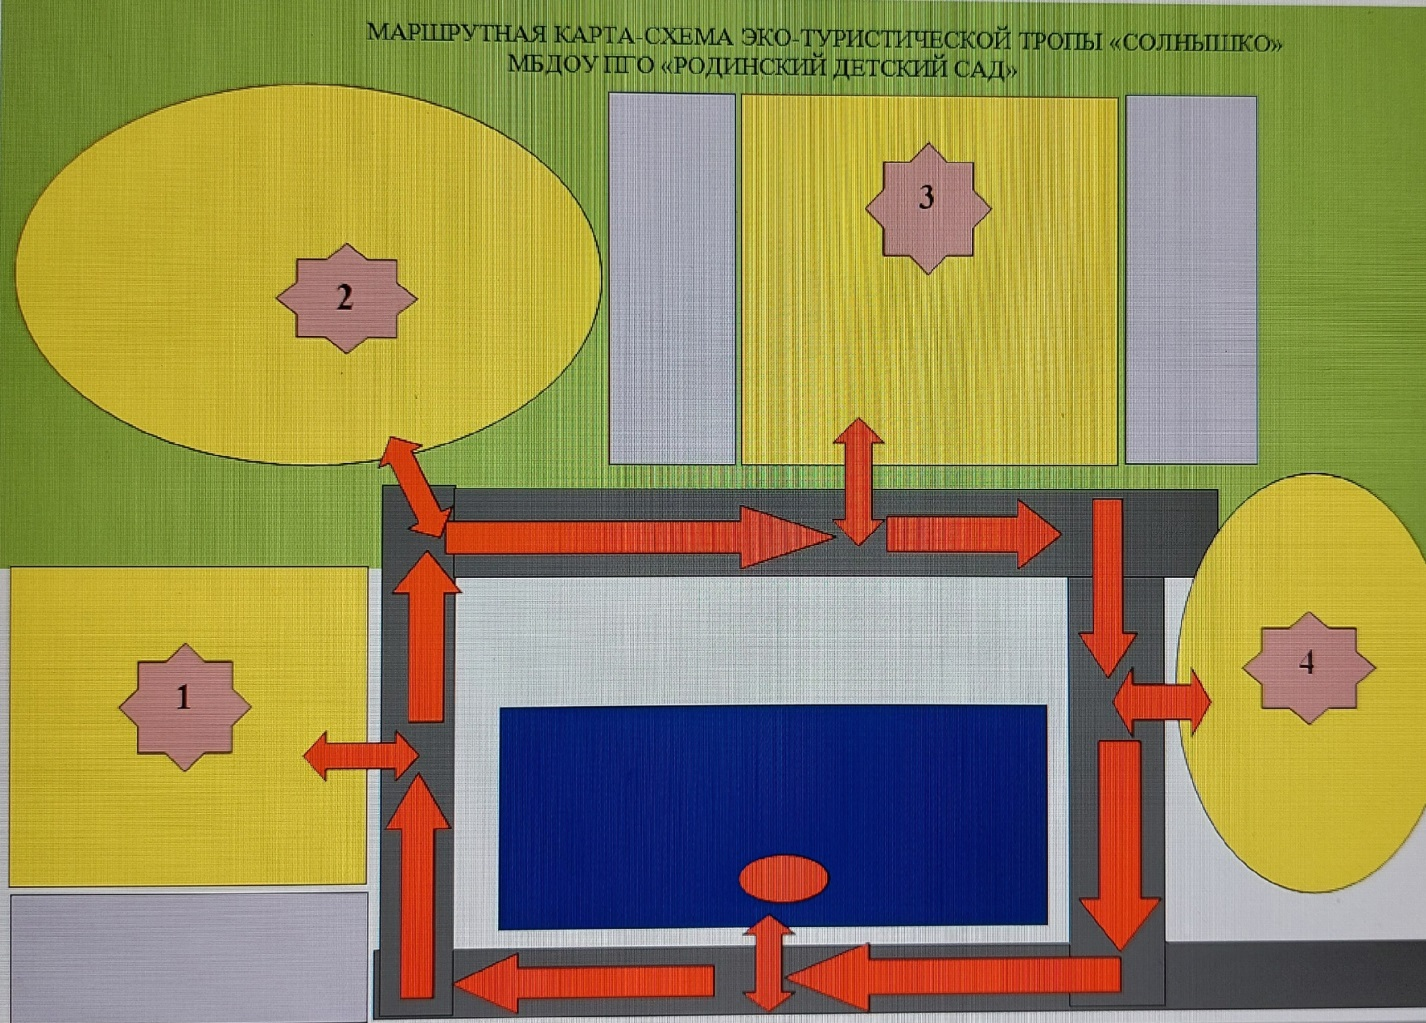 МАРШРУТНАЯ КАРТА-СХЕМА ЭКО-ТУРИСТИЧЕСКОЙ ТРОПЫ «СОЛНЫШКО»
МБДОУ ПГО «РОДИНСКИЙ ДЕТСКИЙ САД»
3
2
1
4